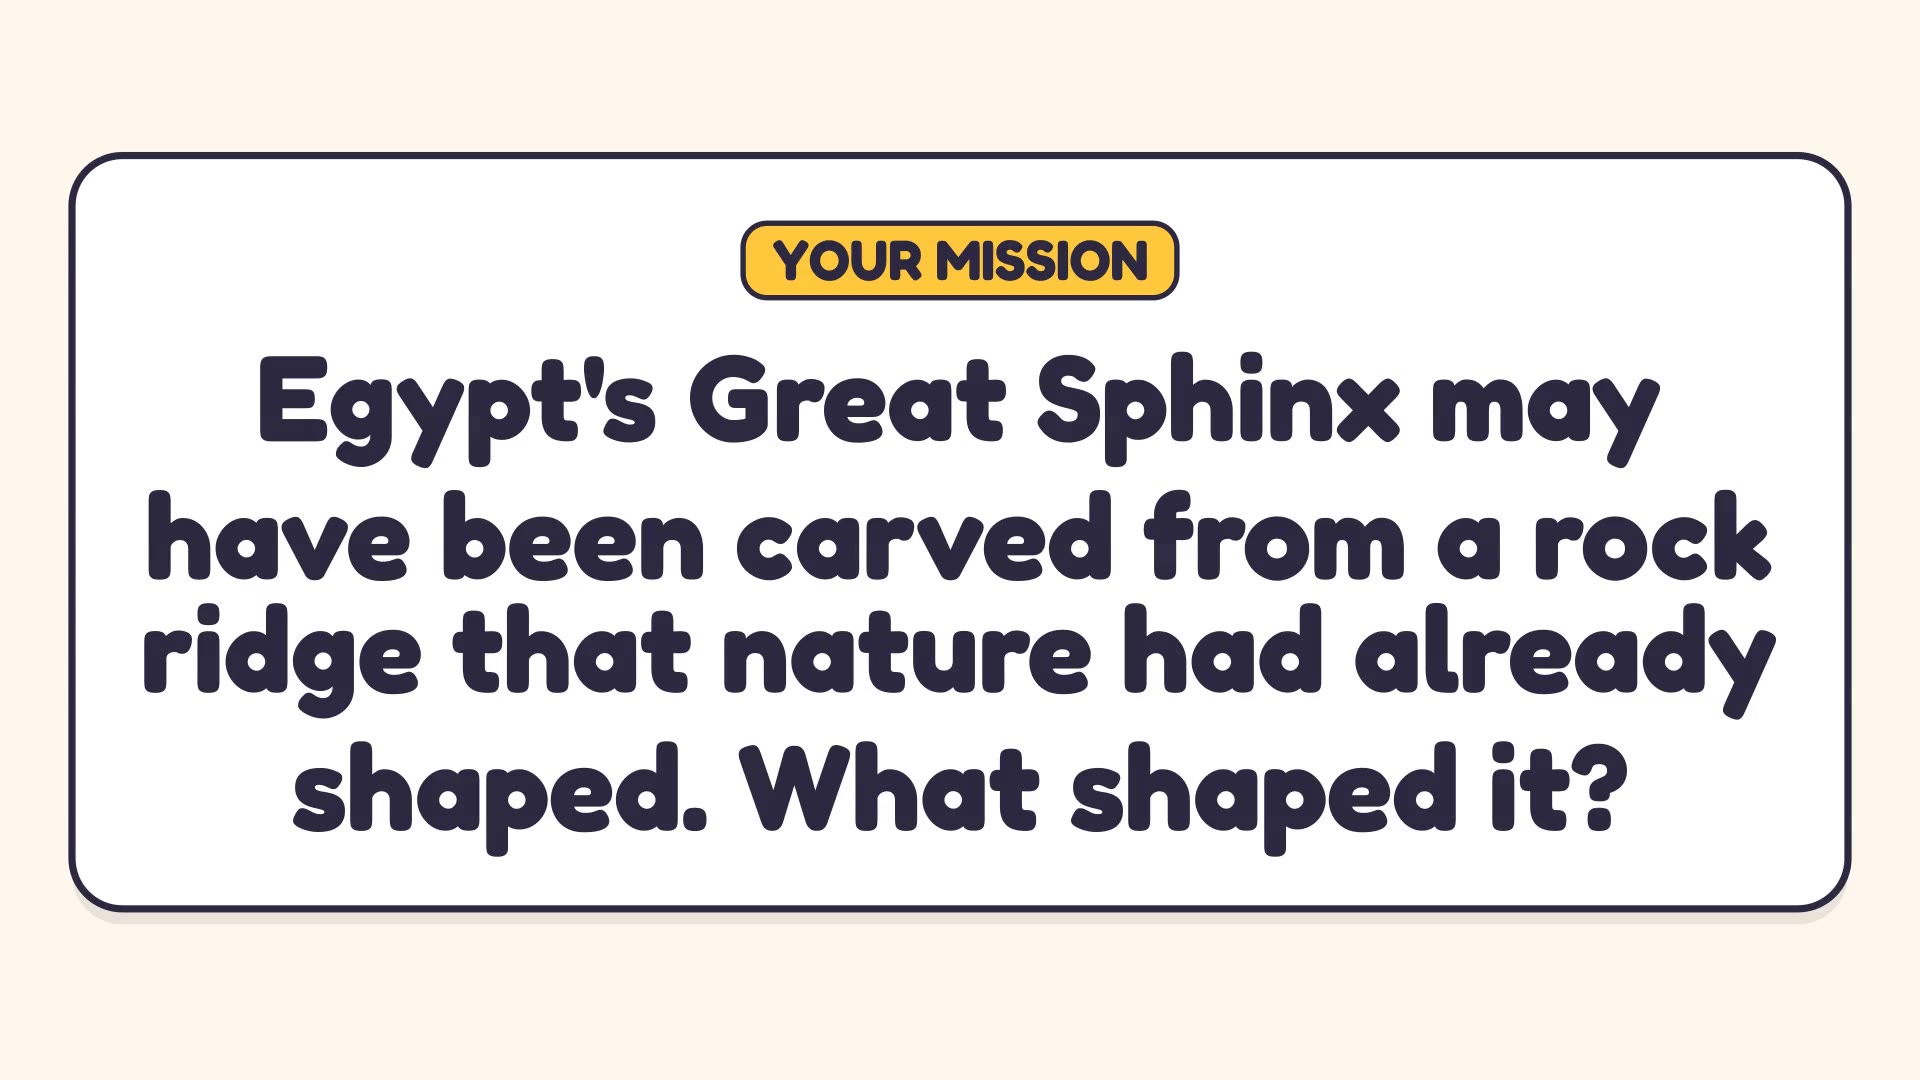 YOUR MISSION
Egypt's Great Sphinx may
have been carved from a rock
ridge that nature had already
shaped. What shaped it?